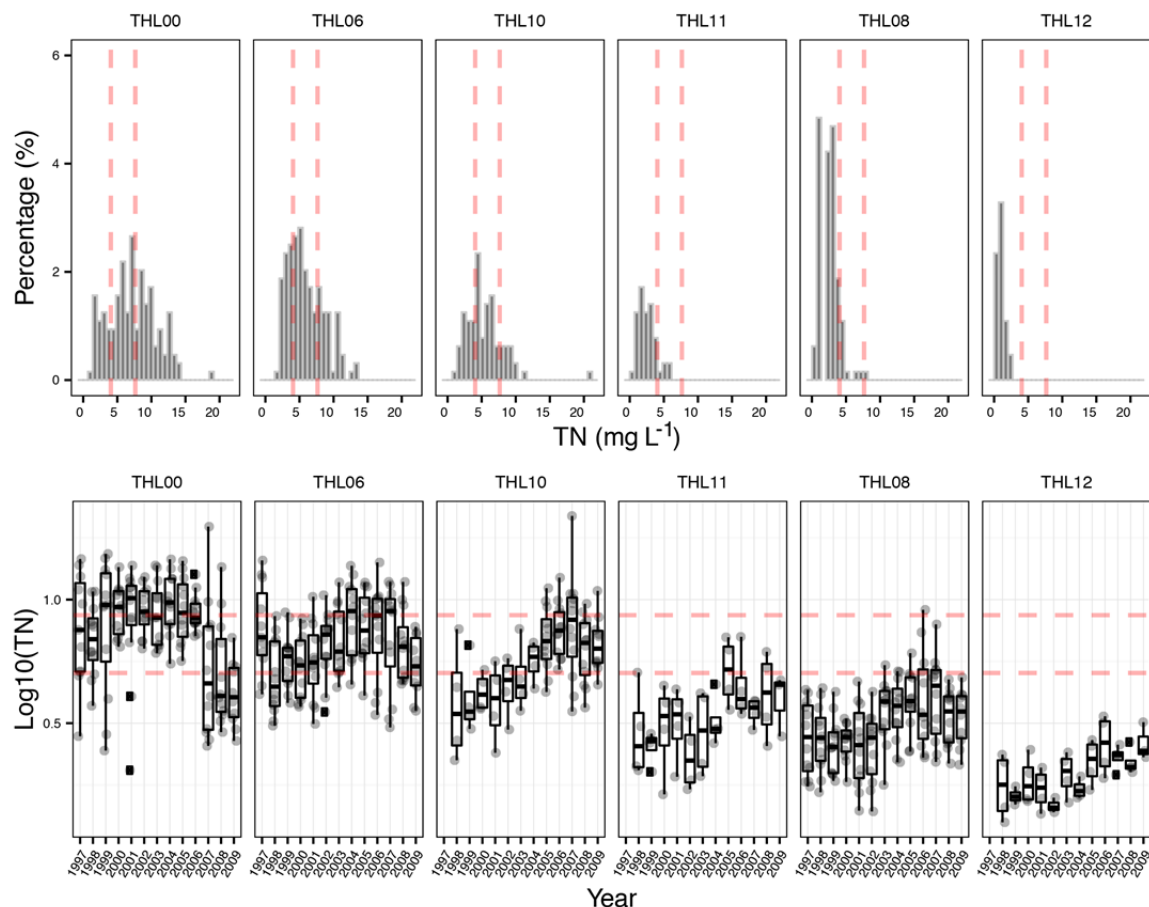 THL00 THL06 THL10 THL11 THL08 THL12
Percentage (%)
6
4
2
0
0 5 10 15 20 0 5 10 15 20 0 5 10 15 20 0 5 10 15 20 0 5 10 15 20 0 5 10 15 20
TN (mg L⁻¹)
THL00 THL06 THL10 THL11 THL08 THL12
Log10(TN)
1.0
0.5
1997 1998 1999 2000 2001 2002 2003 2004 2005 2006 2007 2008 2009 1997 1998 1999 2000 2001 2002 2003 2004 2005 2006 2007 2008 2009 1997 1998 1999 2000 2001 2002 2003 2004 2005 2006 2007 2008 2009 1997 1998 1999 2000 2001 2002 2003 2004 2005 2006 2007 2008 2009 1997 1998 1999 2000 2001 2002 2003 2004 2005 2006 2007 2008 2009 1997 1998 1999 2000 2001 2002 2003 2004 2005 2006 2007 2008 2009
Year